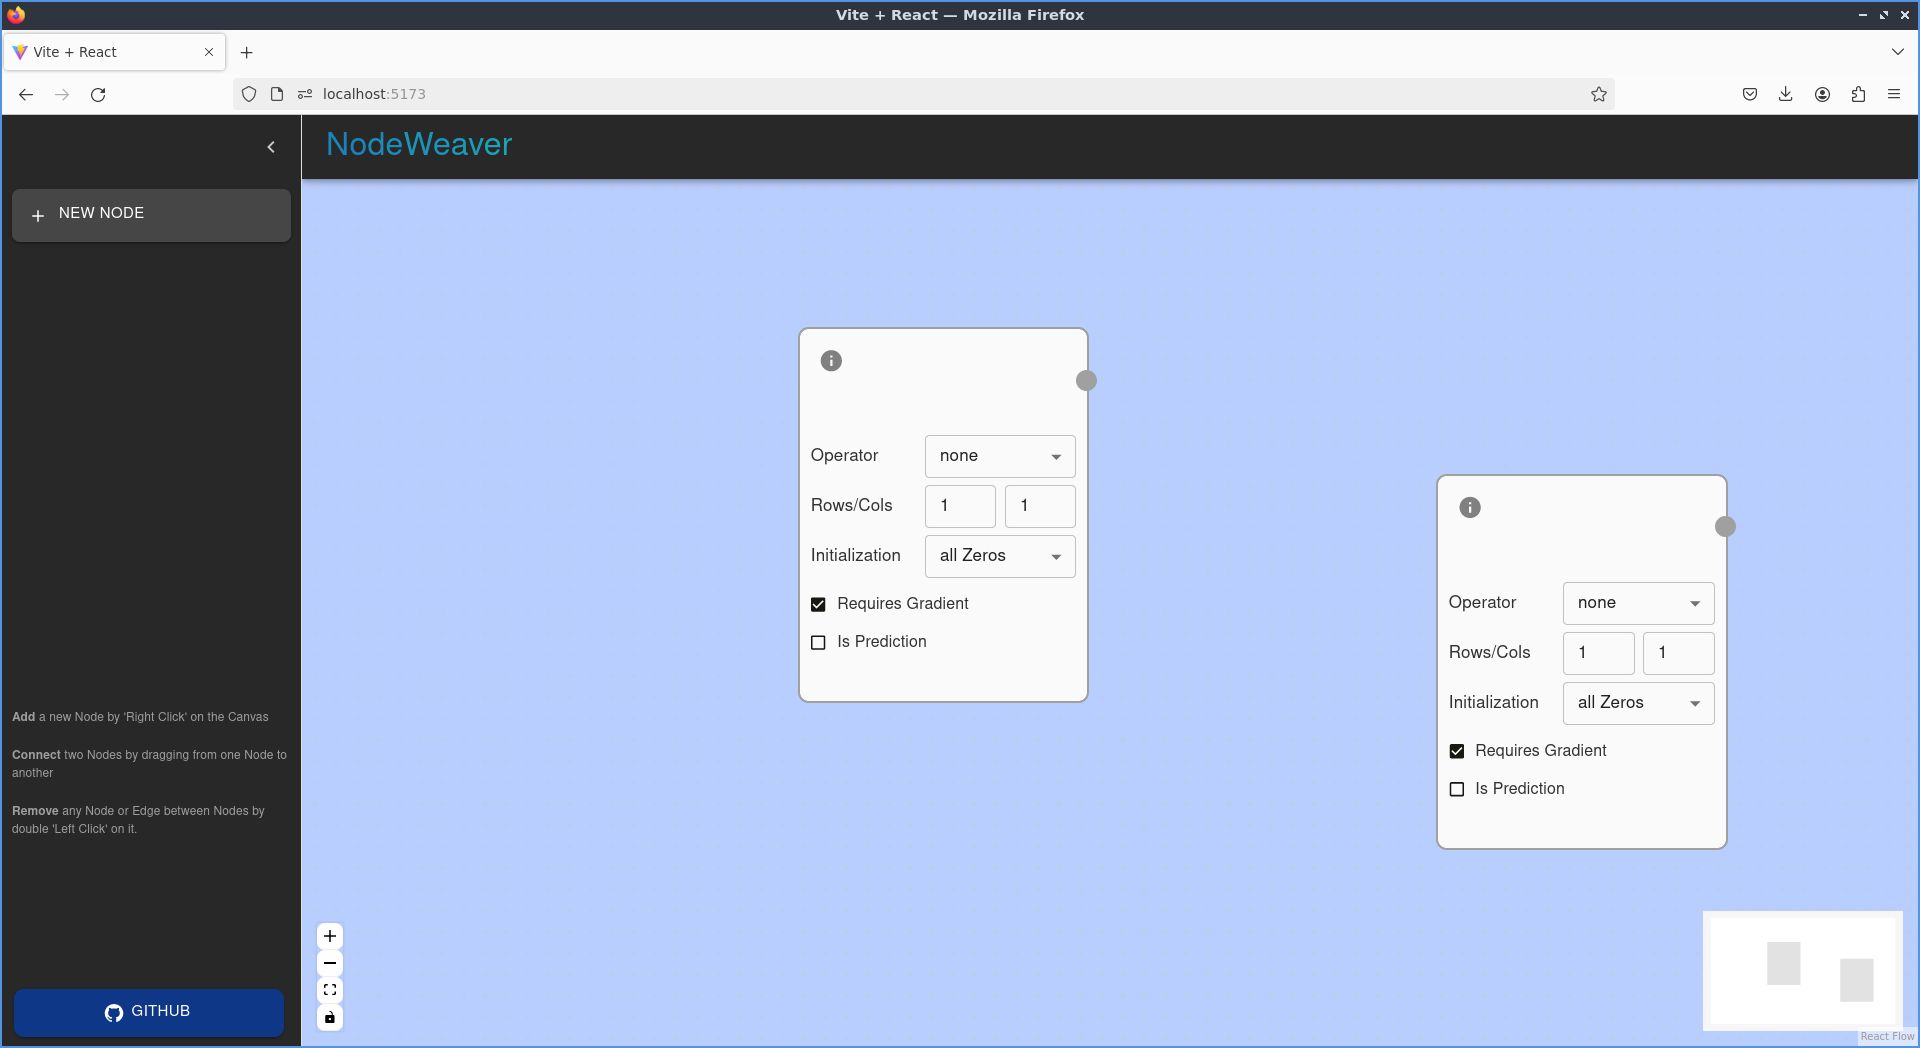 Vite + React — Mozilla Firefox
Vite + React
localhost:5173
NodeWeaver
NEW NODE
Operator
none
Rows/Cols
1
1
Initialization
all Zeros
Requires Gradient
Is Prediction
Operator
none
Rows/Cols
1
1
Initialization
all Zeros
Requires Gradient
Is Prediction
Add a new Node by 'Right Click' on the Canvas
Connect two Nodes by dragging from one Node to
another
Remove any Node or Edge between Nodes by
double 'Left Click' on it.
GITHUB
React Flow